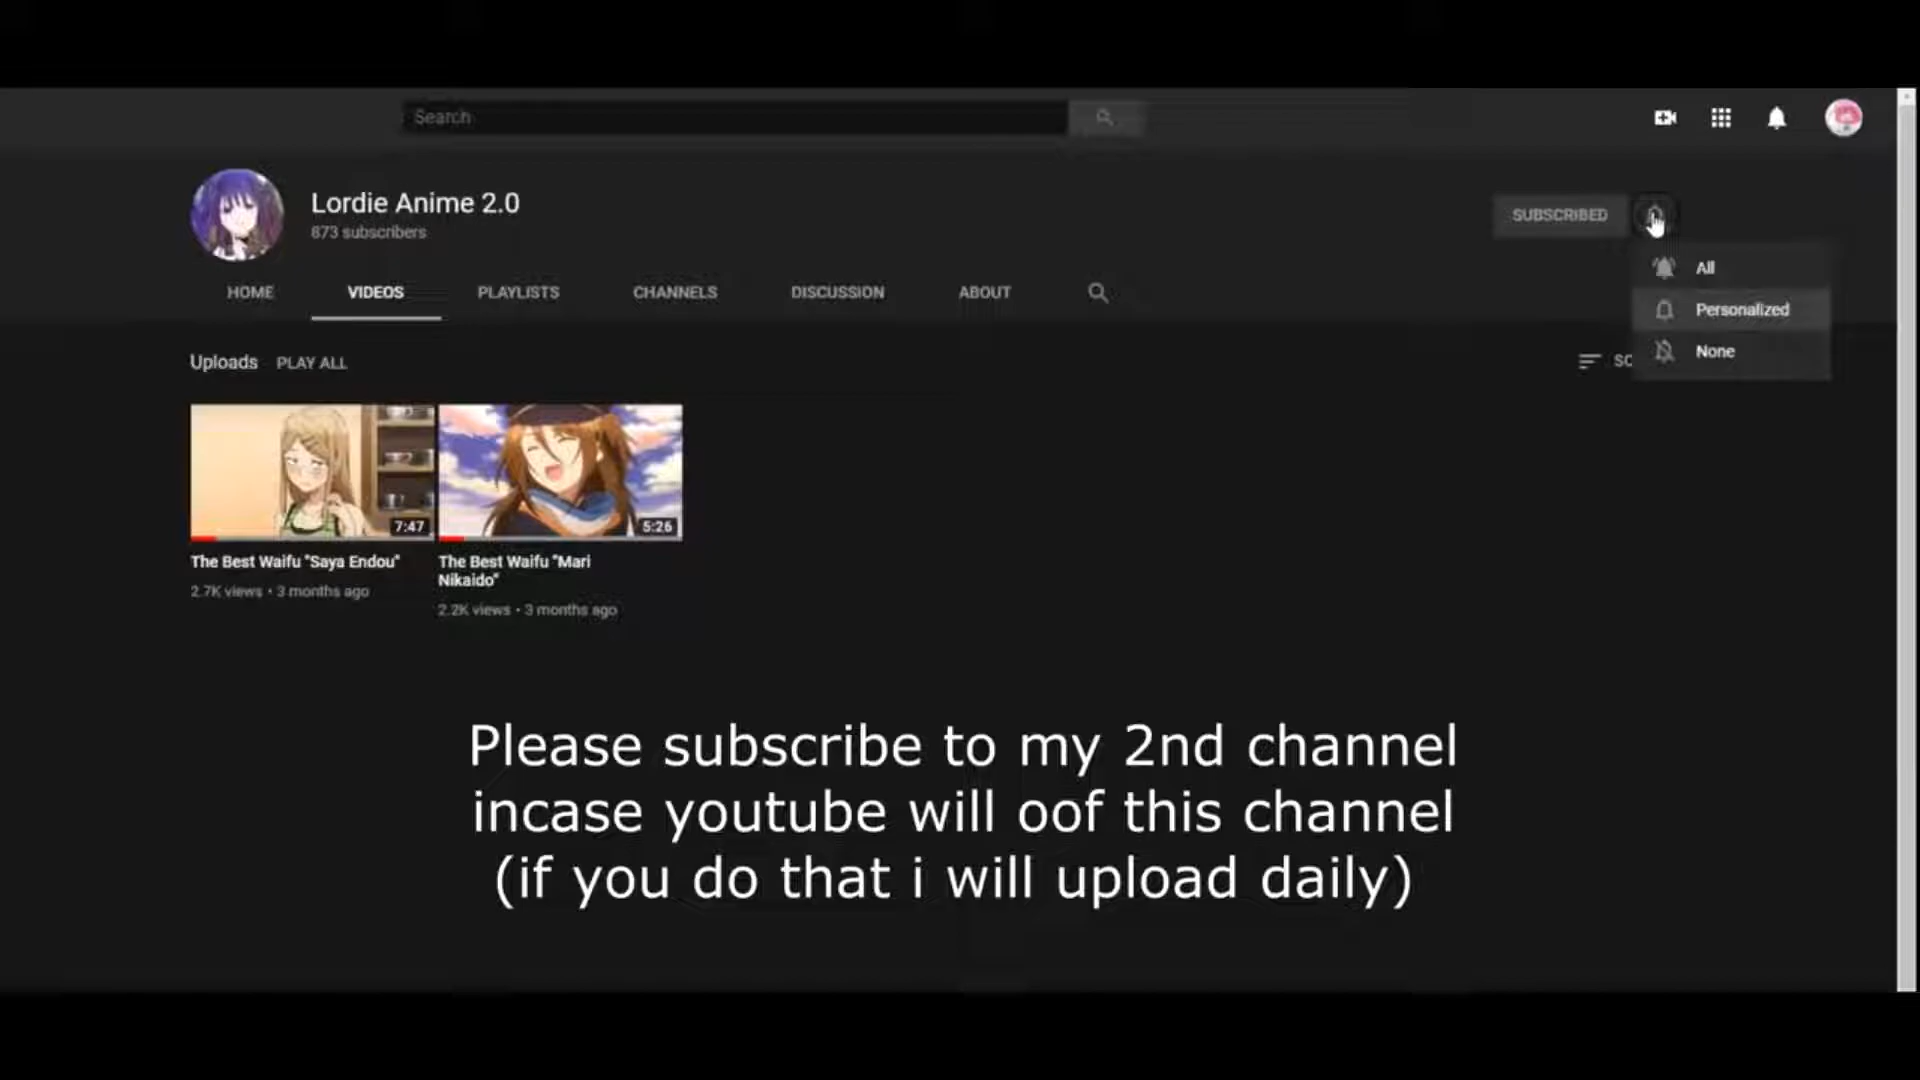 Search
Lordie Anime 2.0
873 subscribers
SUBSCRIBED
All
Personalized
None
HOME VIDEOS PLAYLISTS CHANNELS DISCUSSION ABOUT
Uploads PLAY ALL
7:47
5:26
The Best Waifu "Saya Endou"
2.7K views • 3 months ago
The Best Waifu "Mari
Nikaido"
2.2K views • 3 months ago
Please subscribe to my 2nd channel
incase youtube will oof this channel
(if you do that i will upload daily)